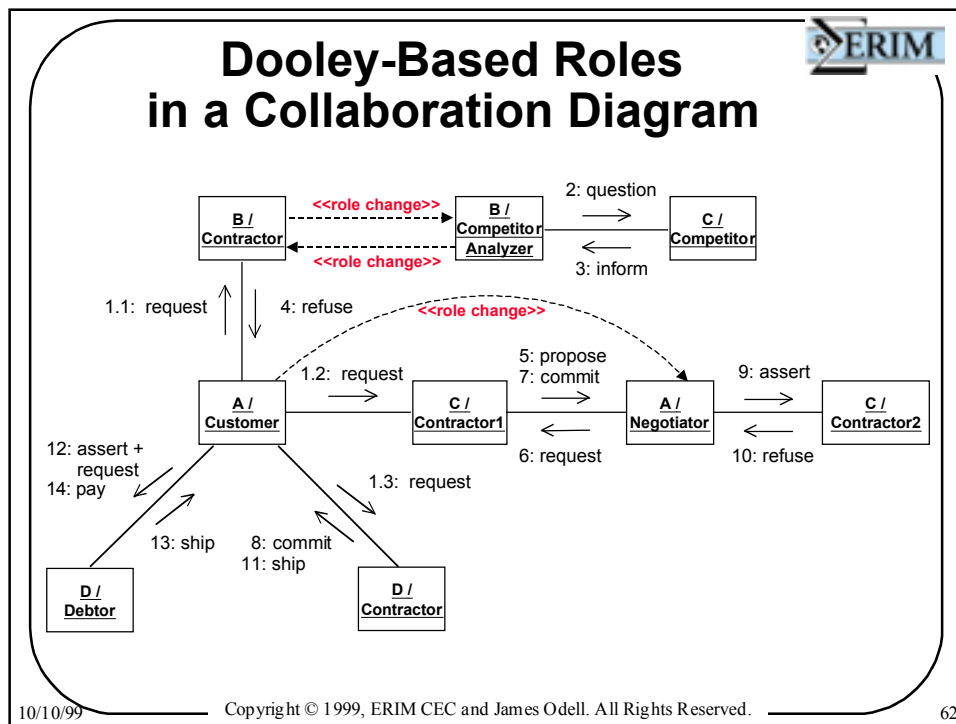 Dooley-Based Roles
in a Collaboration Diagram
ERIM
B /
Contractor
<<role change>>
<<role change>>
B /
Competitor
Analyzer
2: question
3: inform
C /
Competitor
1.1: request
4: refuse
<<role change>>
A /
Customer
1.2: request
C /
Contractor1
5: propose
7: commit
6: request
A /
Negotiator
9: assert
10: refuse
C /
Contractor2
12: assert +
request
14: pay
13: ship
1.3: request
8: commit
11: ship
D /
Debtor
D /
Contractor
10/10/99
Copyright © 1999, ERIM CEC and James Odell. All Rights Reserved.
62